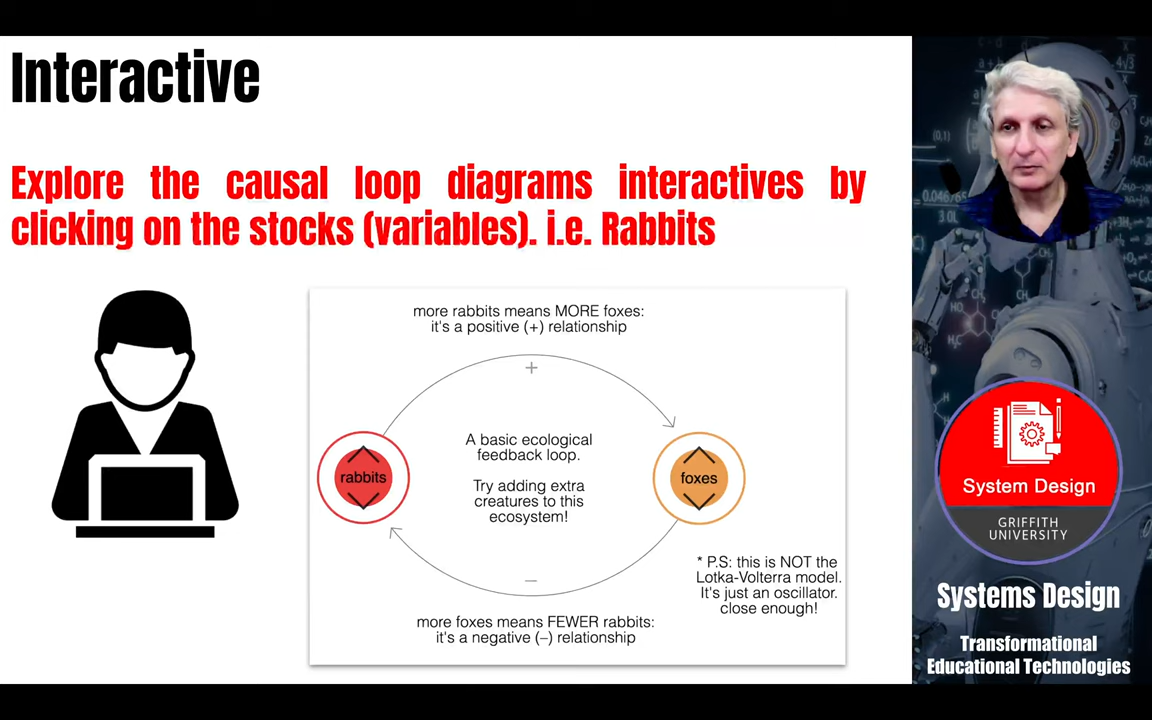 Interactive
Explore the causal loop diagrams interactives by
clicking on the stocks (variables). i.e. Rabbits
more rabbits means MORE foxes:
it's a positive (+) relationship
+
rabbits
A basic ecological
feedback loop.
Try adding extra
creatures to this
ecosystem!
foxes
–
* P.S: this is NOT the
Lotka-Volterra model.
It's just an oscillator.
close enough!
more foxes means FEWER rabbits:
it's a negative (–) relationship
System Design
GRIFFITH
UNIVERSITY
Systems Design
Transformational
Educational Technologies